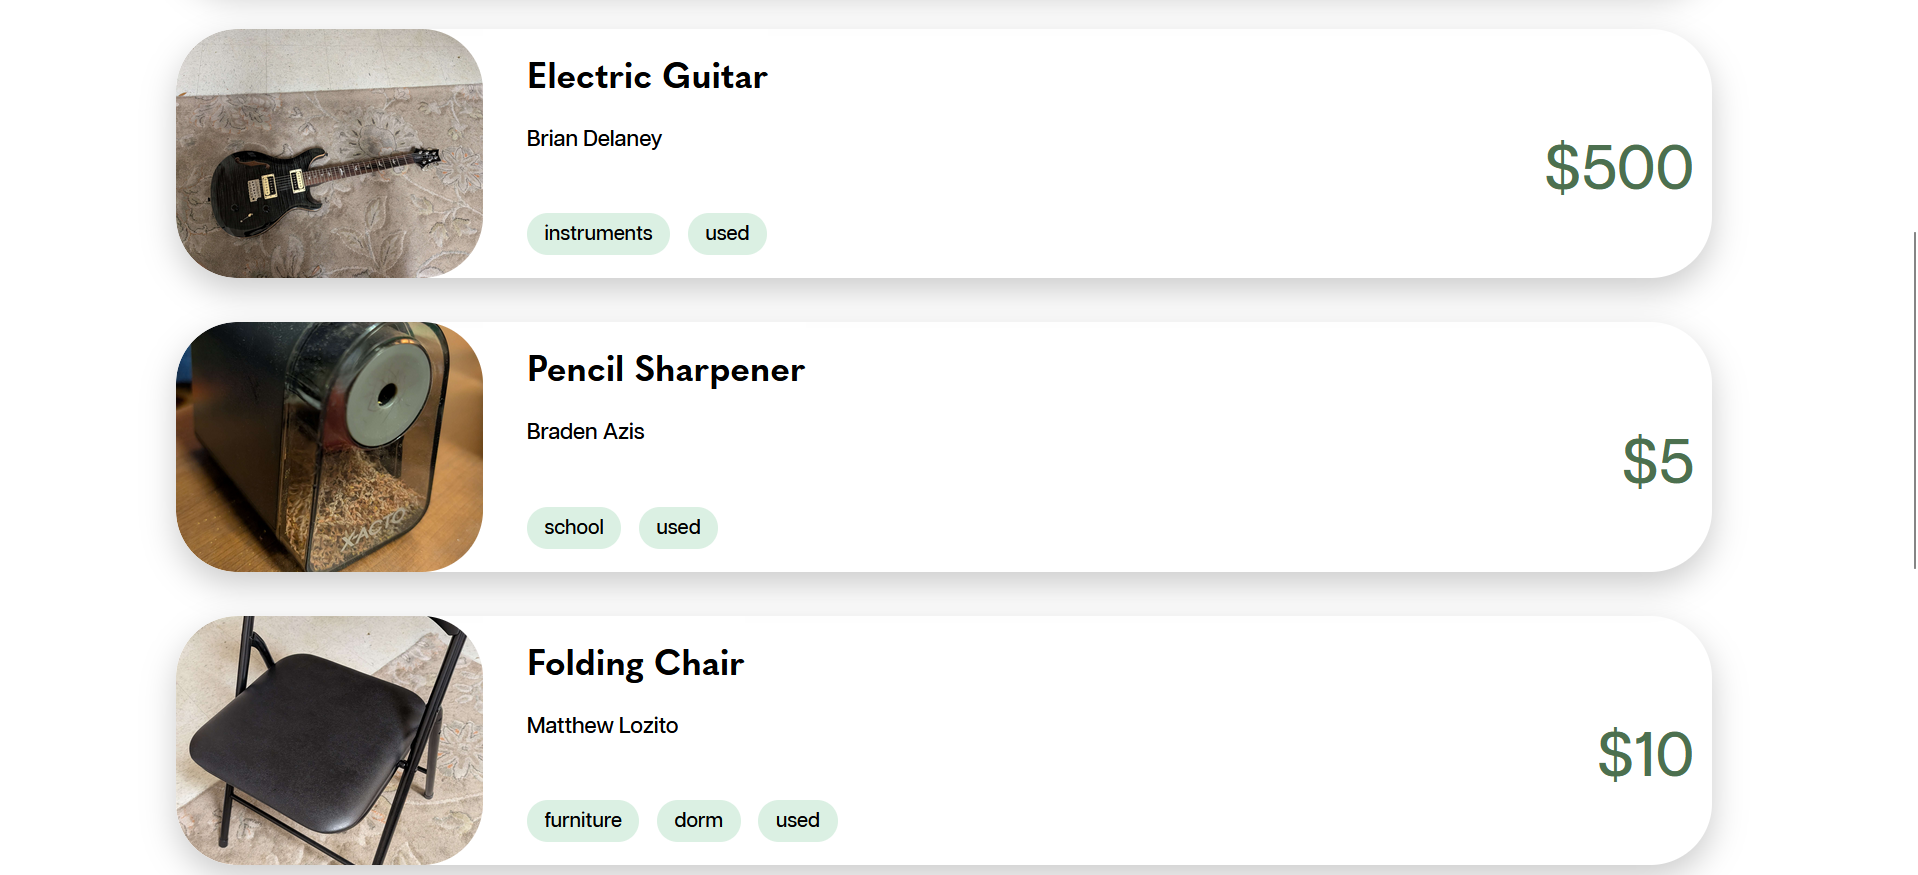 Electric Guitar
Brian Delaney
$500
instruments used
Pencil Sharpener
Braden Azis
$5
school used
X-ACTO
Folding Chair
Matthew Lozito
$10
furniture dorm used